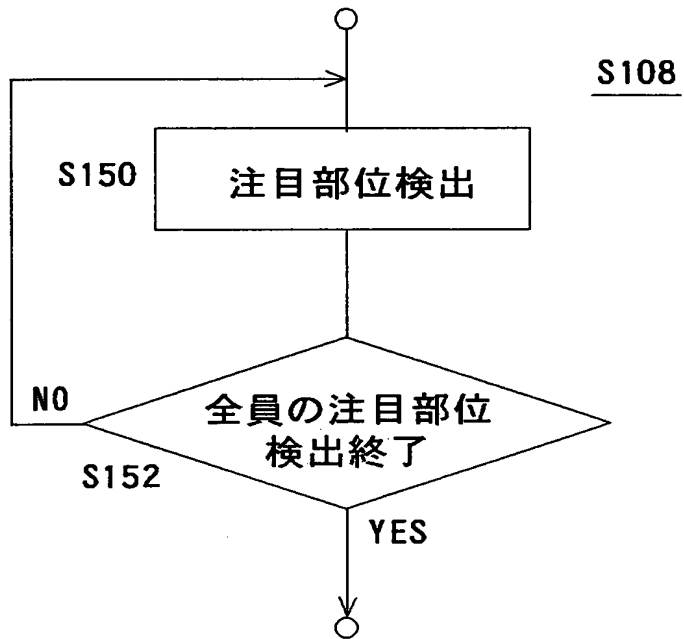 S108
S150
注目部位検出
NO
全員の注目部位
検出終了
S152
YES